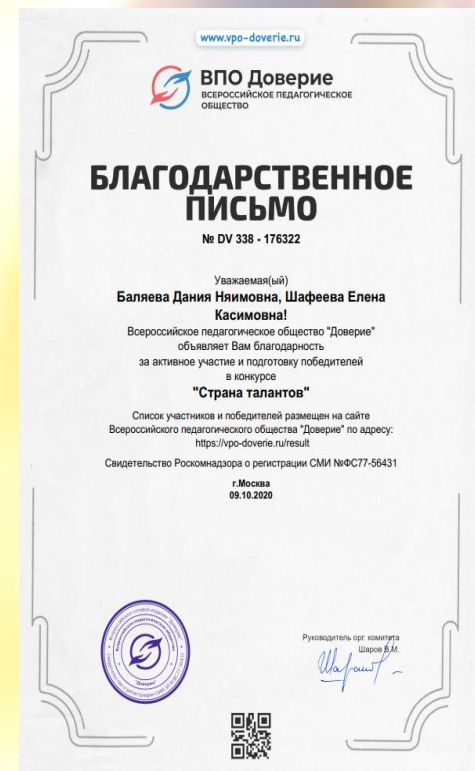 www.vpo-doverie.ru
ВПО Доверие
ВСЕРОССИЙСКОЕ ПЕДАГОГИЧЕСКОЕ
ОБЩЕСТВО
БЛАГОДАРСТВЕННОЕ
ПИСЬМО
№ DV 338 - 176322
Уважаемая(ый)
Баляева Дания Няимовна, Шафеева Елена
Касимовна!
Всероссийское педагогическое общество "Доверие"
объявляет Вам благодарность
за активное участие и подготовку победителей
в конкурсе
"Страна талантов"
Список участников и победителей размещен на сайте
Всероссийского педагогического общества "Доверие" по адресу:
https://vpo-doverie.ru/result
Свидетельство Роскомнадзора о регистрации СМИ №ФС77-56431
г.Москва
09.10.2020
Руководитель орг. комитета
Шаров В.М.
"Доверие"